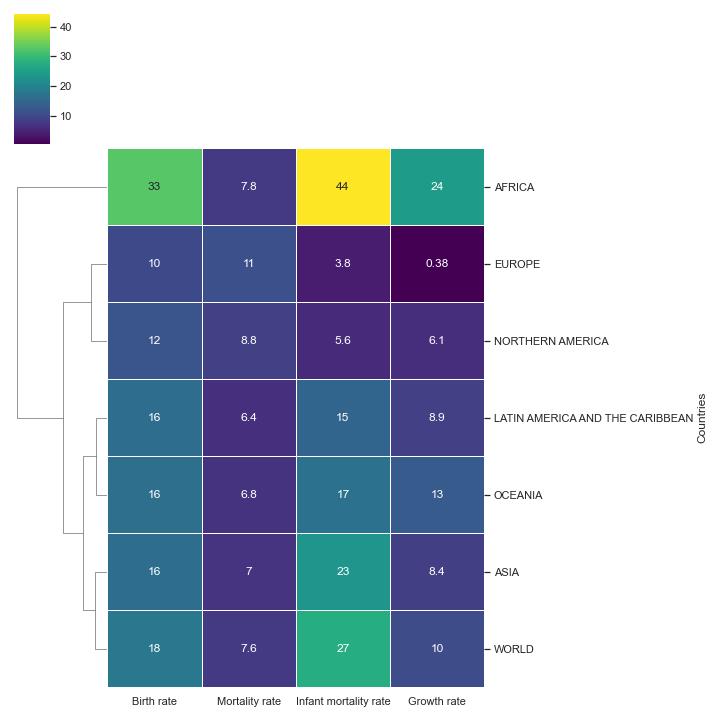 40
30
20
10
33 7.8 44 24 AFRICA
10 11 3.8 0.38 EUROPE
12 8.8 5.6 6.1 NORTHERN AMERICA
16 6.4 15 8.9 LATIN AMERICA AND THE CARIBBEAN
Countries
16 6.8 17 13 OCEANIA
16 7 23 8.4 ASIA
18 7.6 27 10 WORLD
Birth rate Mortality rate Infant mortality rate Growth rate